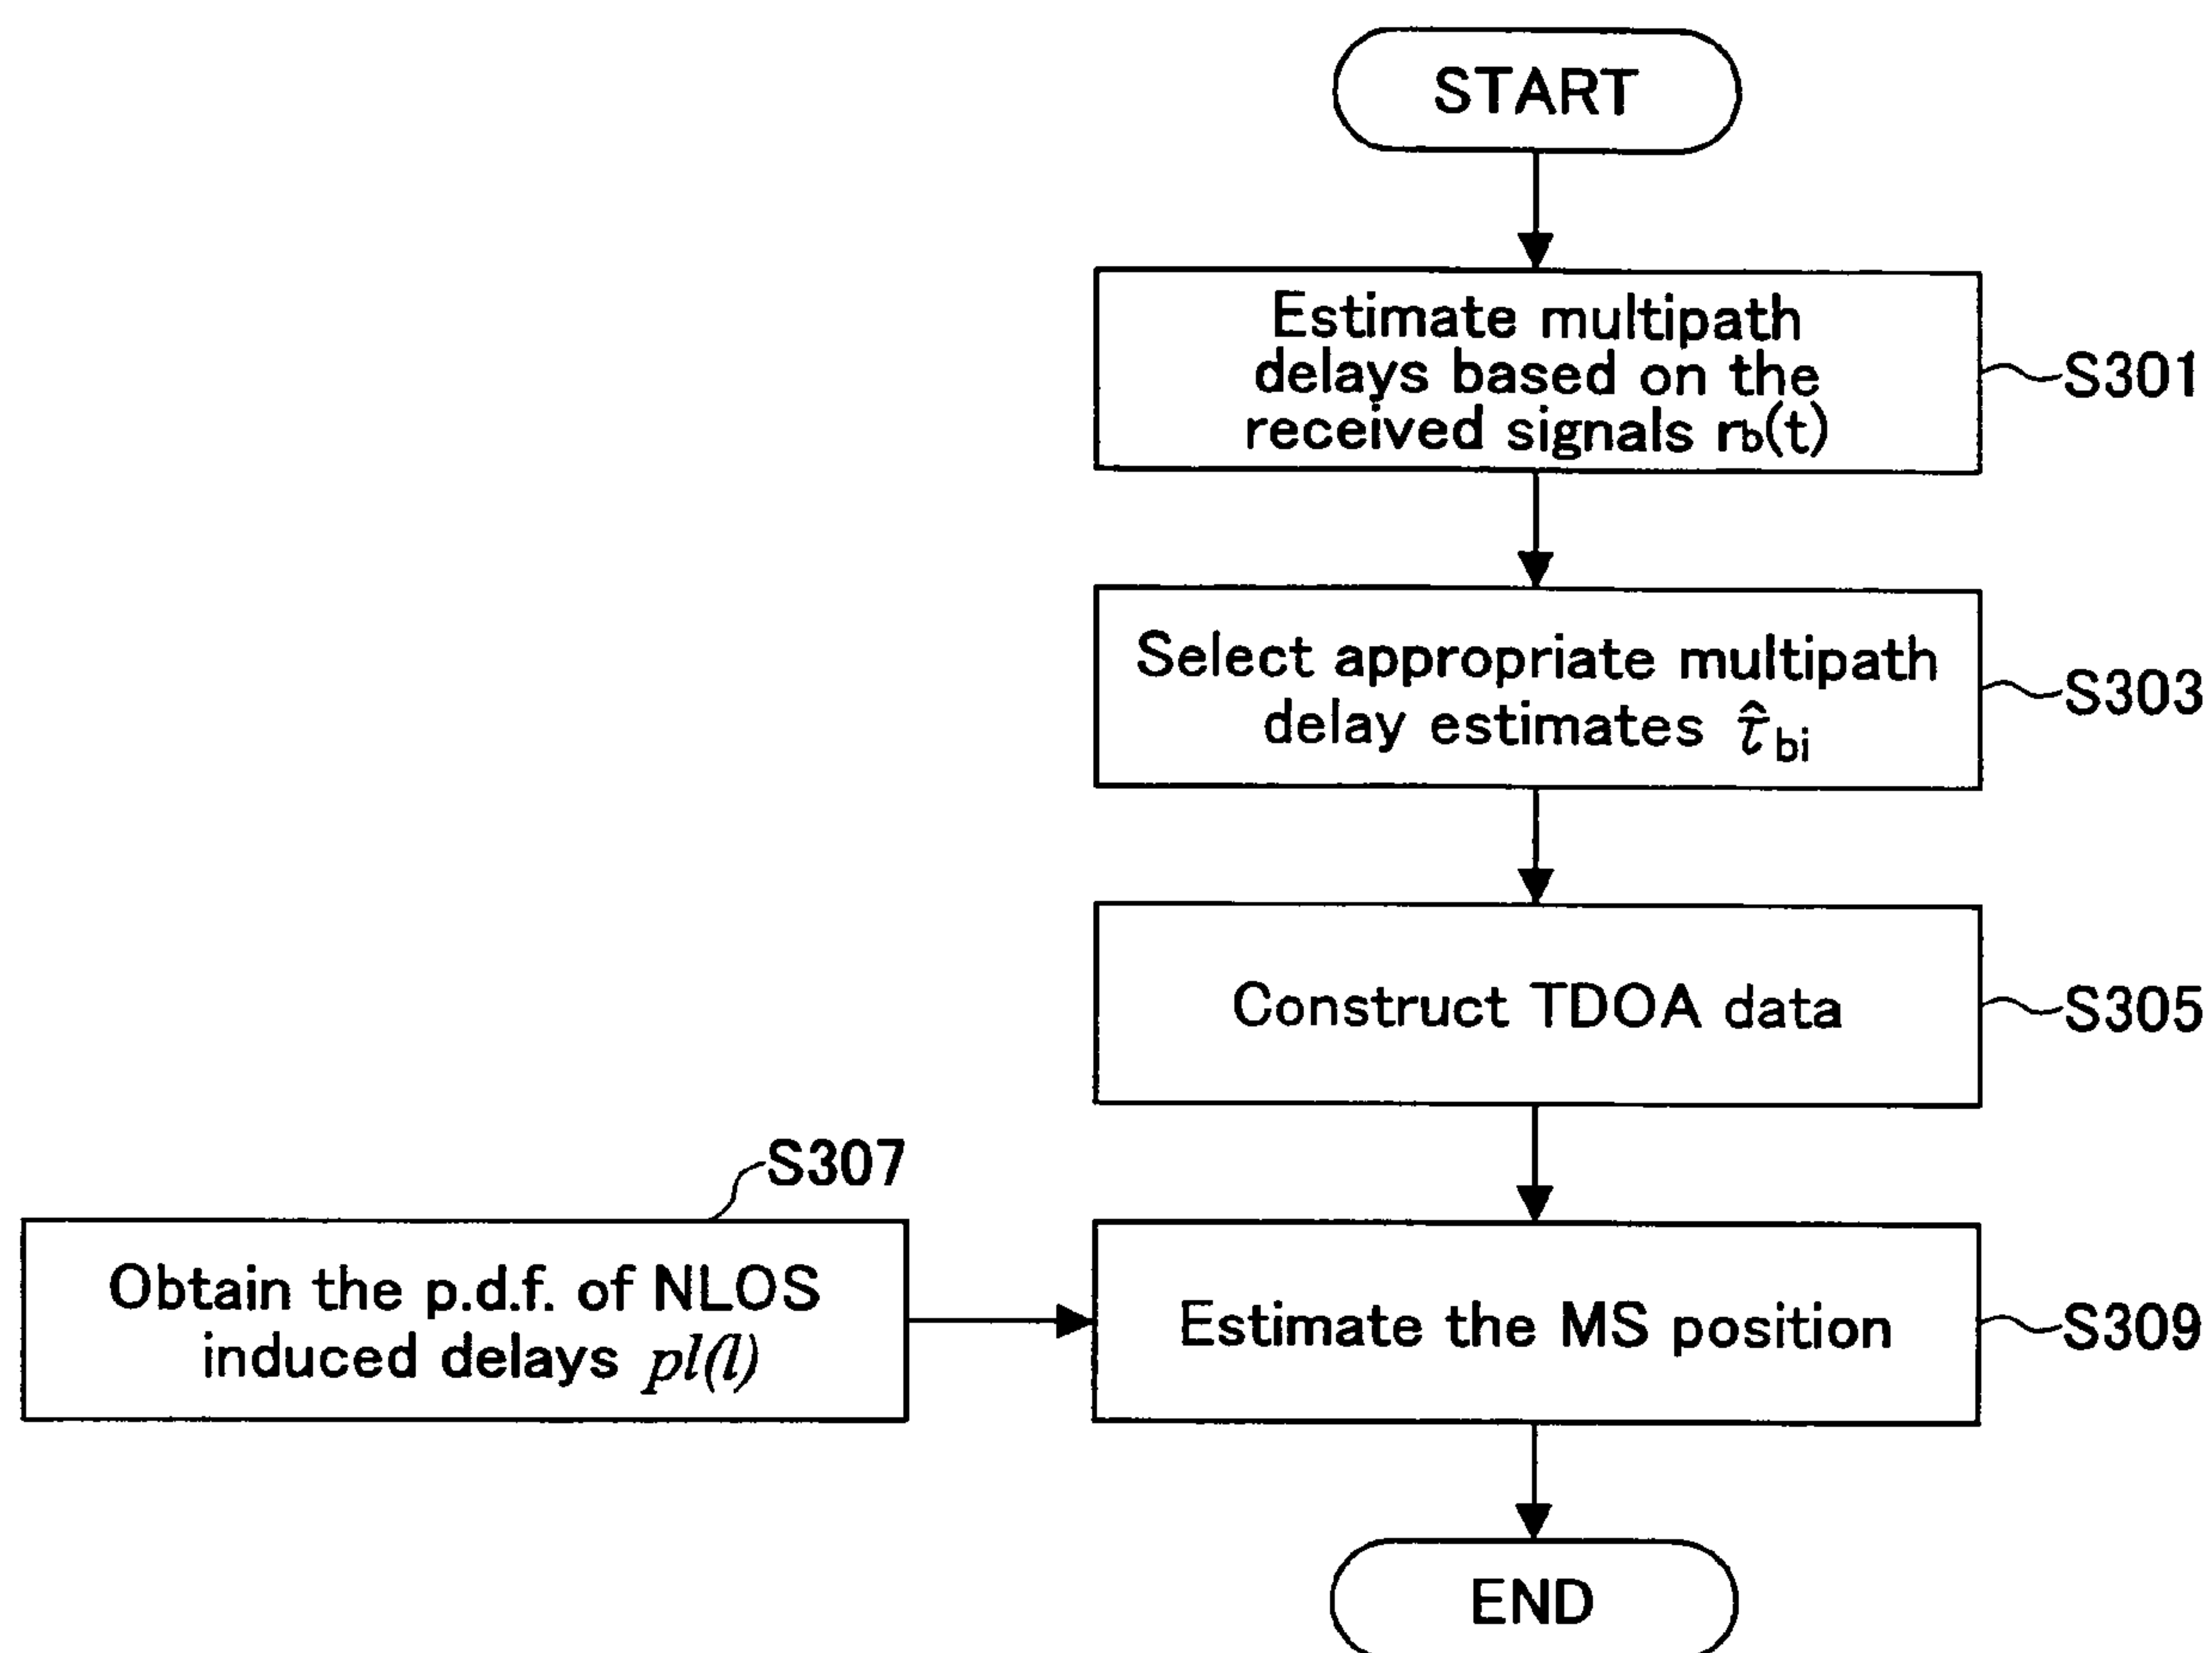 START
Estimate multipath
delays based on the
received signals rb(t)
S301
Select appropriate multipath
delay estimates τ̂bi
S303
Construct TDOA data
S305
S307
Obtain the p.d.f. of NLOS
induced delays pl(l)
Estimate the MS position
S309
END